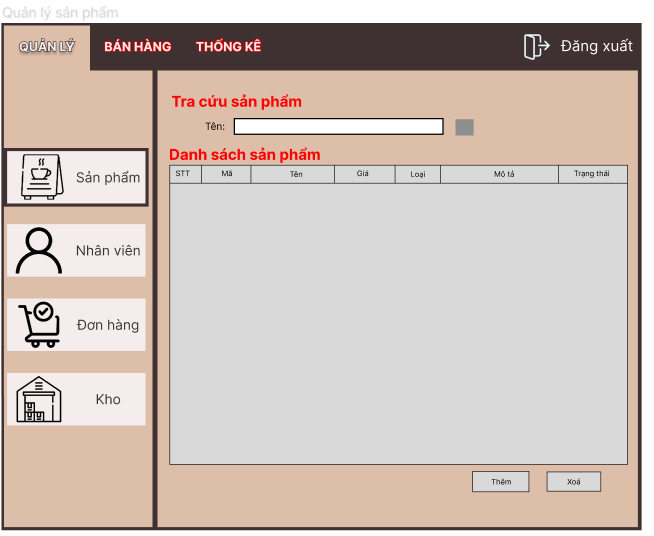 Quán lý sản phẩm
QUẢN LÝ BÁN HÀNG THỐNG KÊ Đăng xuất
Tra cứu sản phẩm
Tên:
Danh sách sản phẩm
STT Mã Tên Giá Loại Mô tả Trạng thái
Sản phẩm
Nhân viên
Đơn hàng
Kho
Thêm Xoá